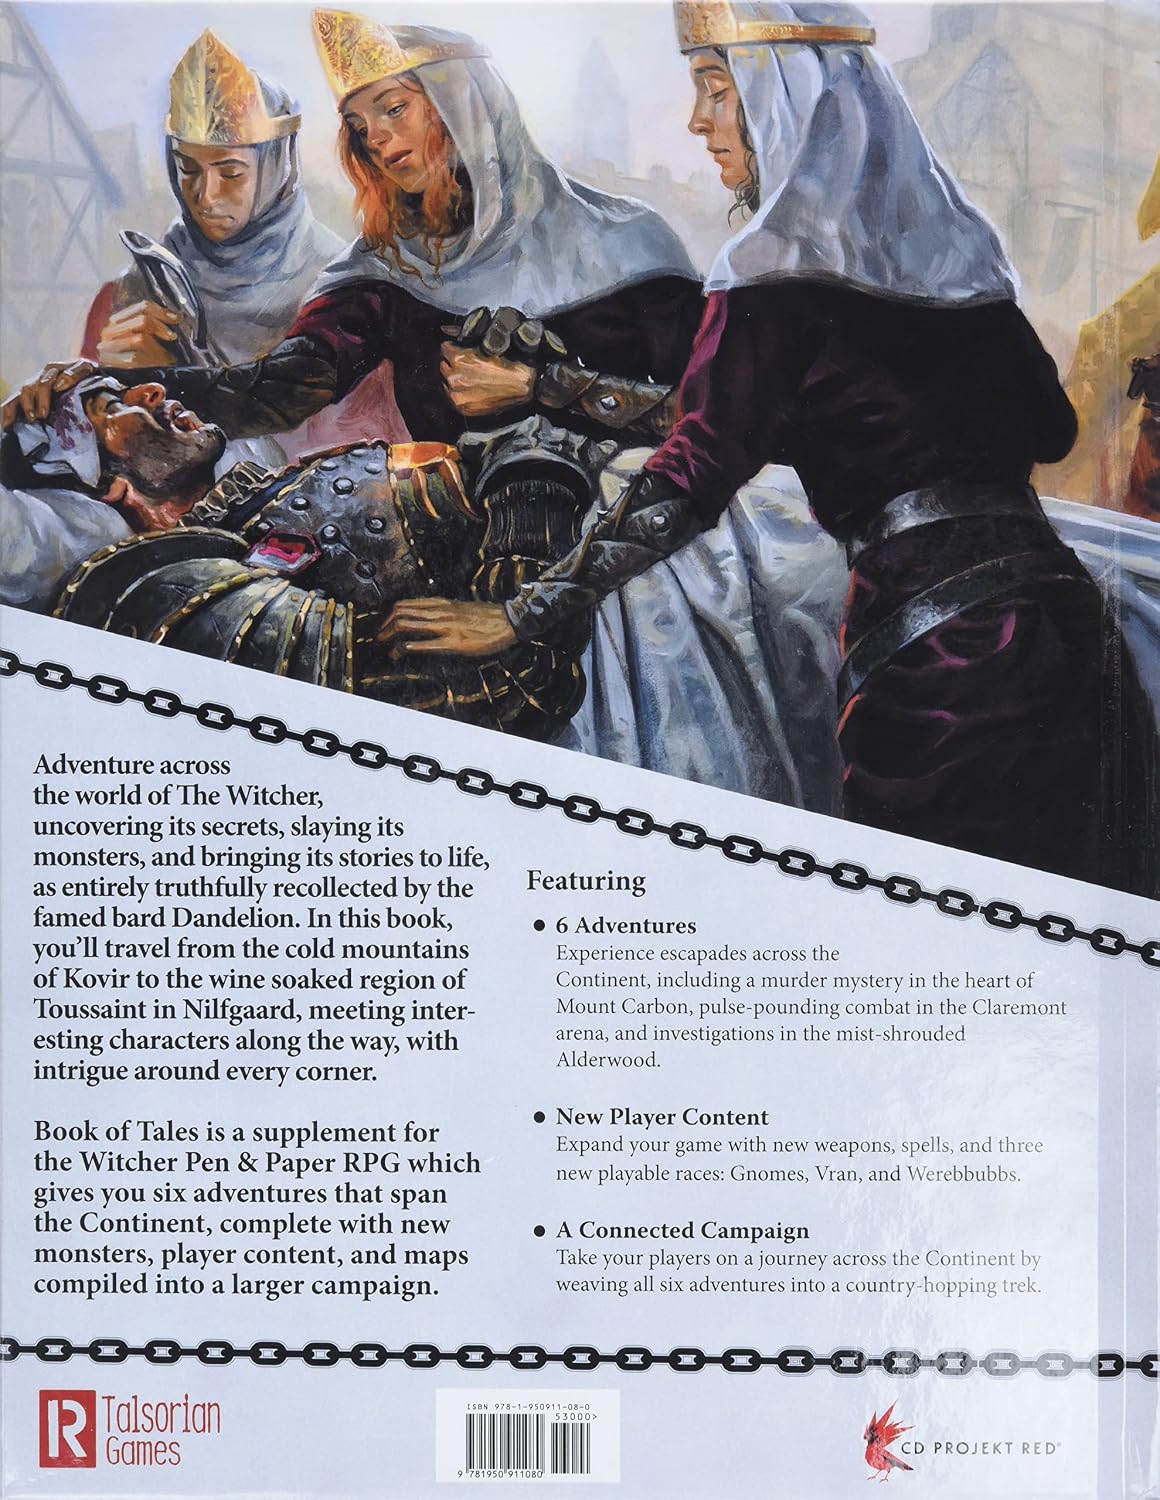 Adventure across
the world of The Witcher,
uncovering its secrets, slaying its
monsters, and bringing its stories to life,
as entirely truthfully recollected by the
famed bard Dandelion. In this book,
you'll travel from the cold mountains
of Kovir to the wine soaked region of
Toussaint in Nilfgaard, meeting inter-
esting characters along the way, with
intrigue around every corner.
Book of Tales is a supplement for
the Witcher Pen & Paper RPG which
gives you six adventures that span
the Continent, complete with new
monsters, player content, and maps
compiled into a larger campaign.
Featuring
• 6 Adventures
Experience escapades across the
Continent, including a murder mystery in the heart of
Mount Carbon, pulse-pounding combat in the Claremont
arena, and investigations in the mist-shrouded
Alderwood.
• New Player Content
Expand your game with new weapons, spells, and three
new playable races: Gnomes, Vran, and Werebbubbs.
• A Connected Campaign
Take your players on a journey across the Continent by
weaving all six adventures into a country-hopping trek.
R Talsorian
Games
ISBN 978-1-950911-08-0
53000>
9 781950 911080
CD PROJEKT RED®